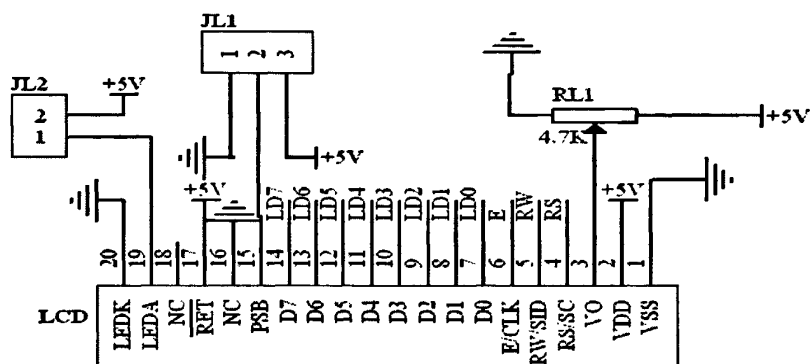 JL1
1 2 3
JL2
+5V
2
1
RL1
+5V
4.7K
+5V
+5V
+5V
LD7 LD6 LD5 LD4 LD3 LD2 LD1 LD0 E RW RS
20 19 18 17 16 15 14 13 12 11 10 9 8 7 6 5 4 3 2 1
LCD
LEDK LEDA NC RET NC PSB D7 D6 D5 D4 D3 D2 D1 D0 E/CLK RW/SID RS/SC VO VDD VSS